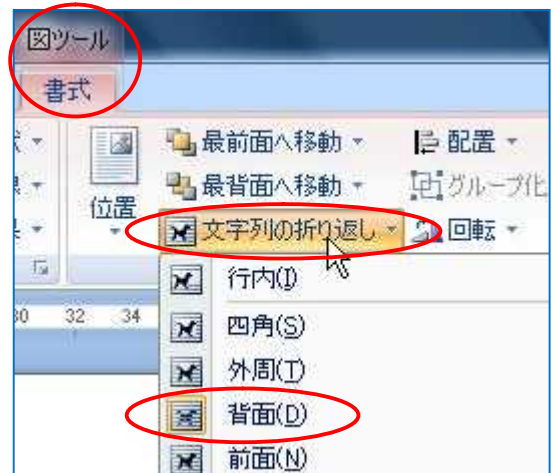 図ツール
書式
最前面へ移動
配置
最背面へ移動
グループ化
位置
文字列の折り返し
回転
行内(I)
30 32 34
四角(S)
外周(T)
背面(D)
前面(N)